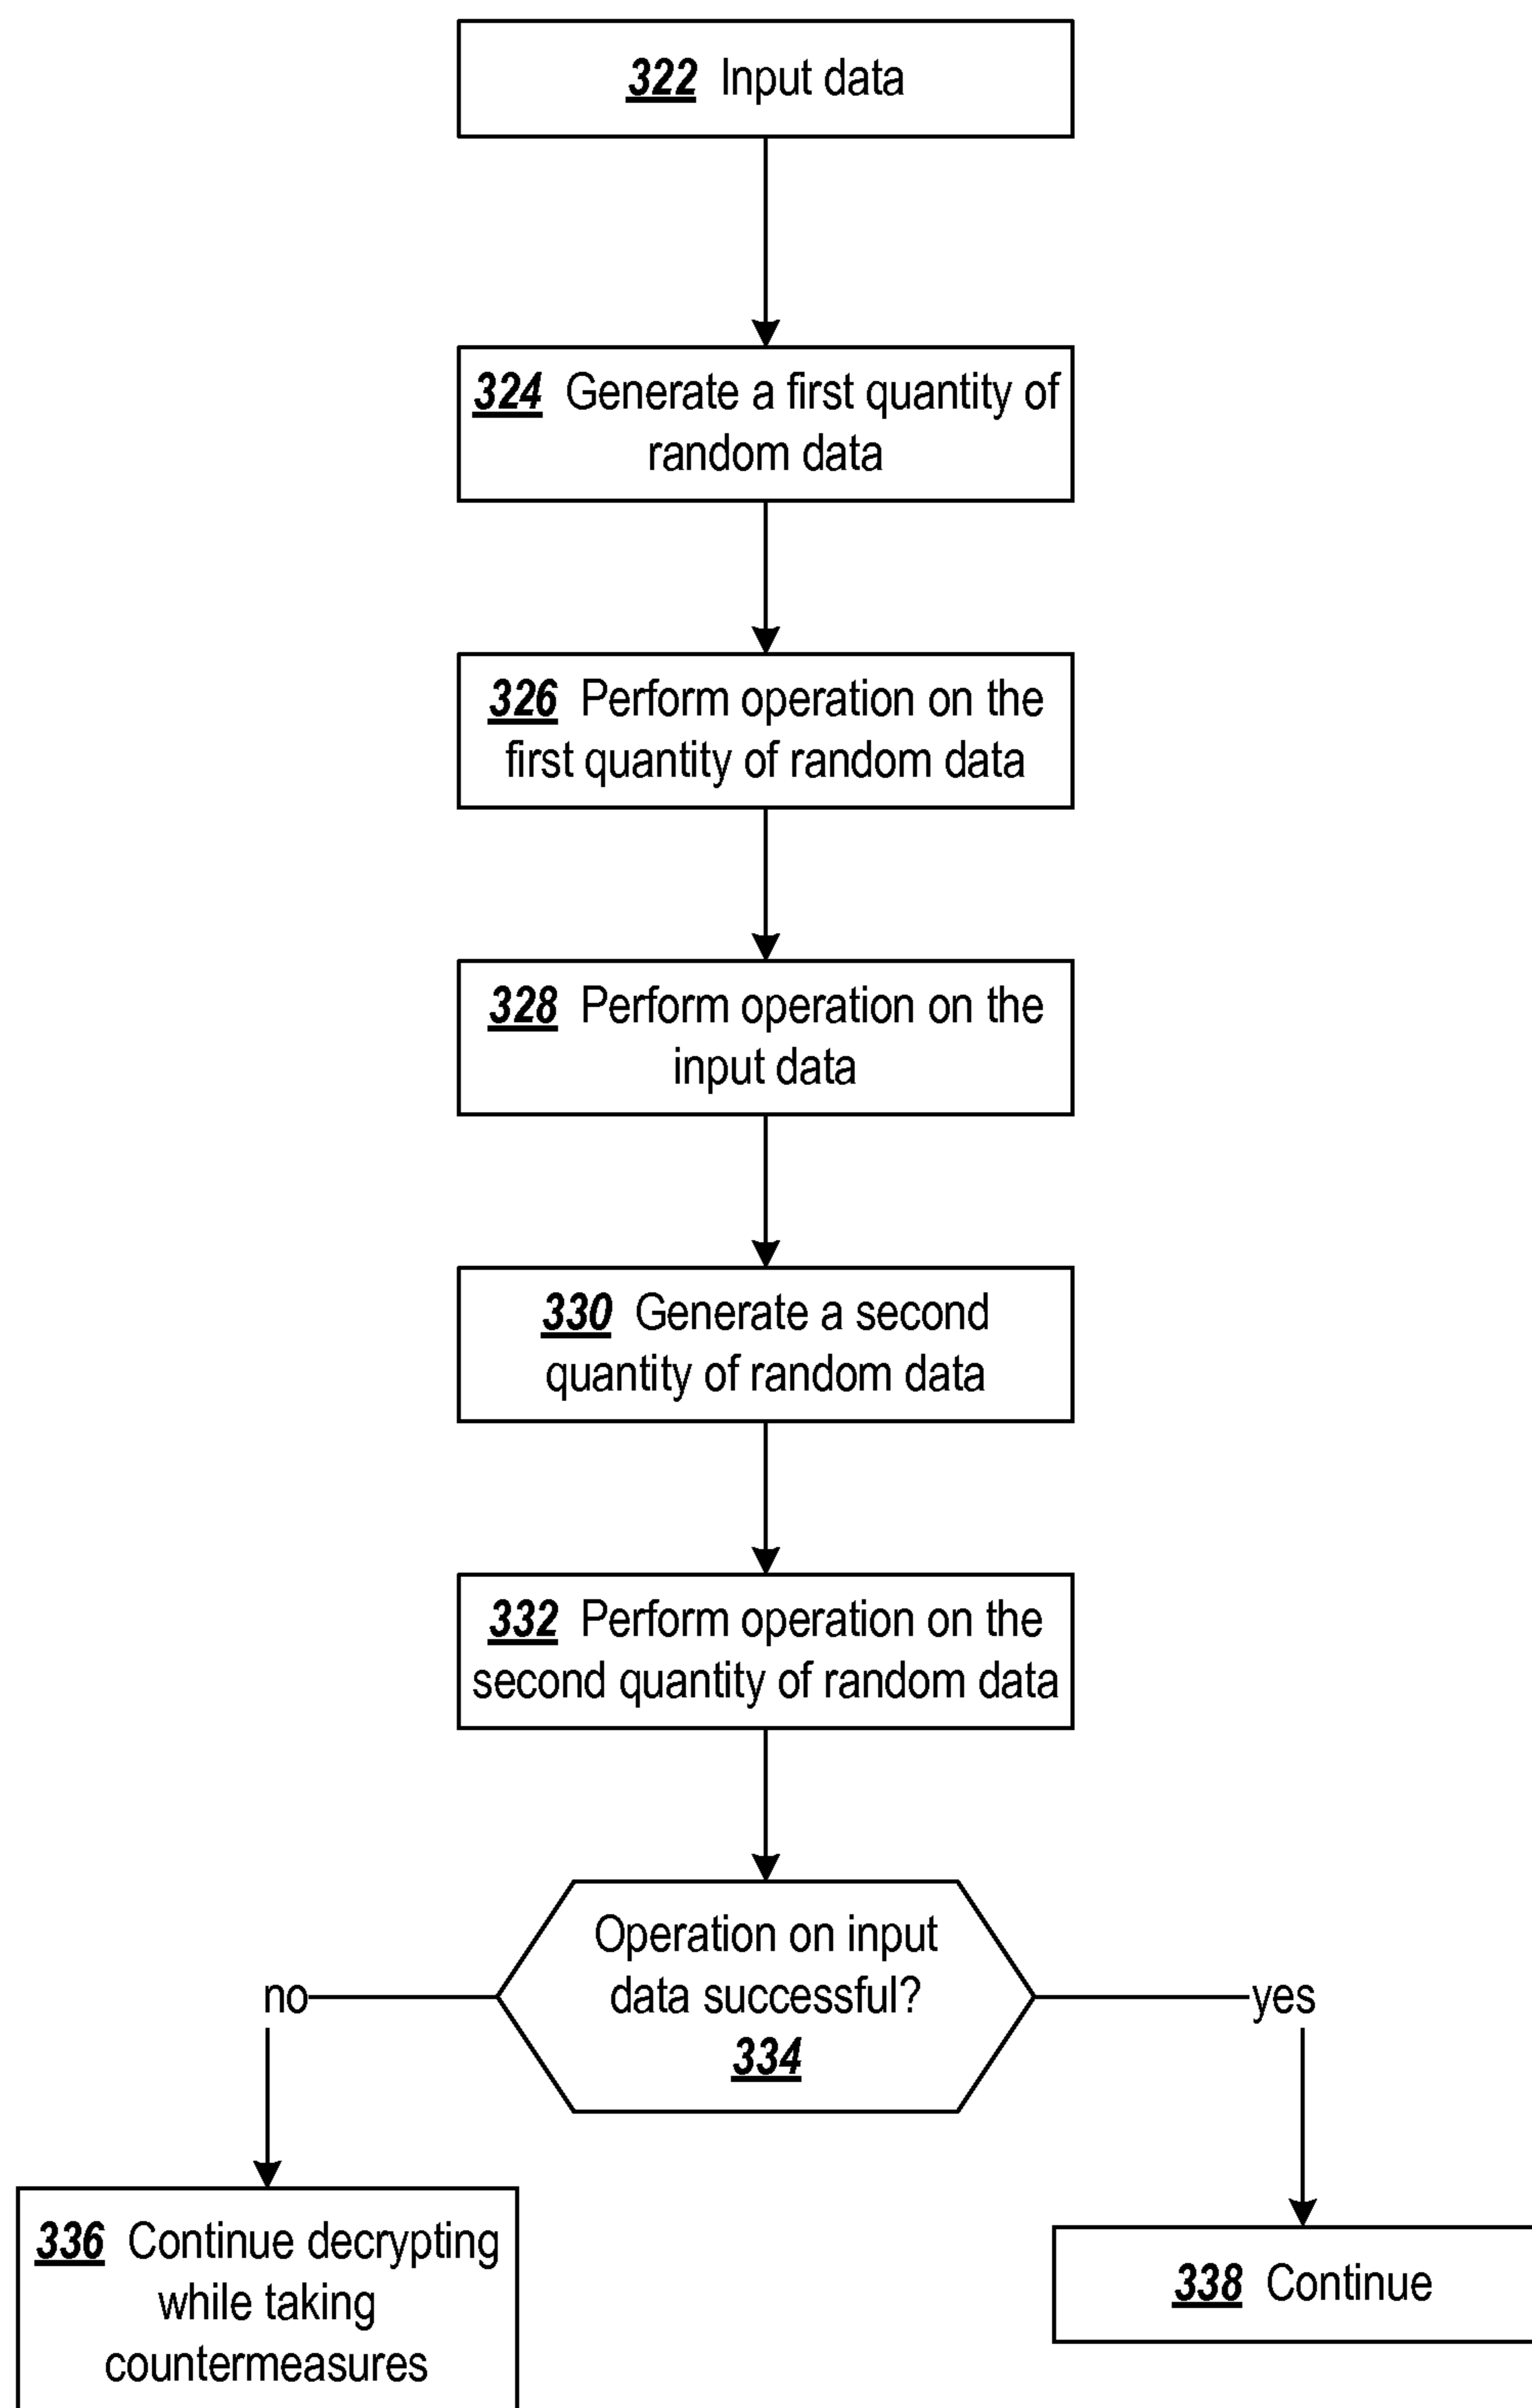 322 Input data
324 Generate a first quantity of
random data
326 Perform operation on the
first quantity of random data
328 Perform operation on the
input data
330 Generate a second
quantity of random data
332 Perform operation on the
second quantity of random data
Operation on input
data successful?
334
no
yes
336 Continue decrypting
while taking
countermeasures
338 Continue